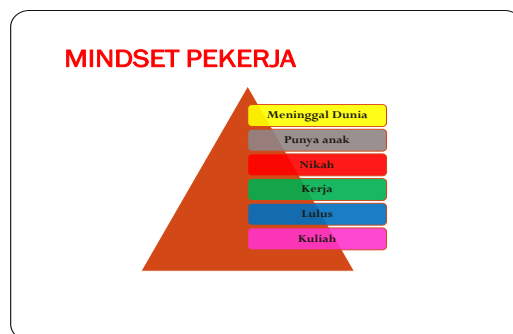 MINDSET PEKERJA
Meninggal Dunia
Punya anak
Nikah
Kerja
Lulus
Kuliah